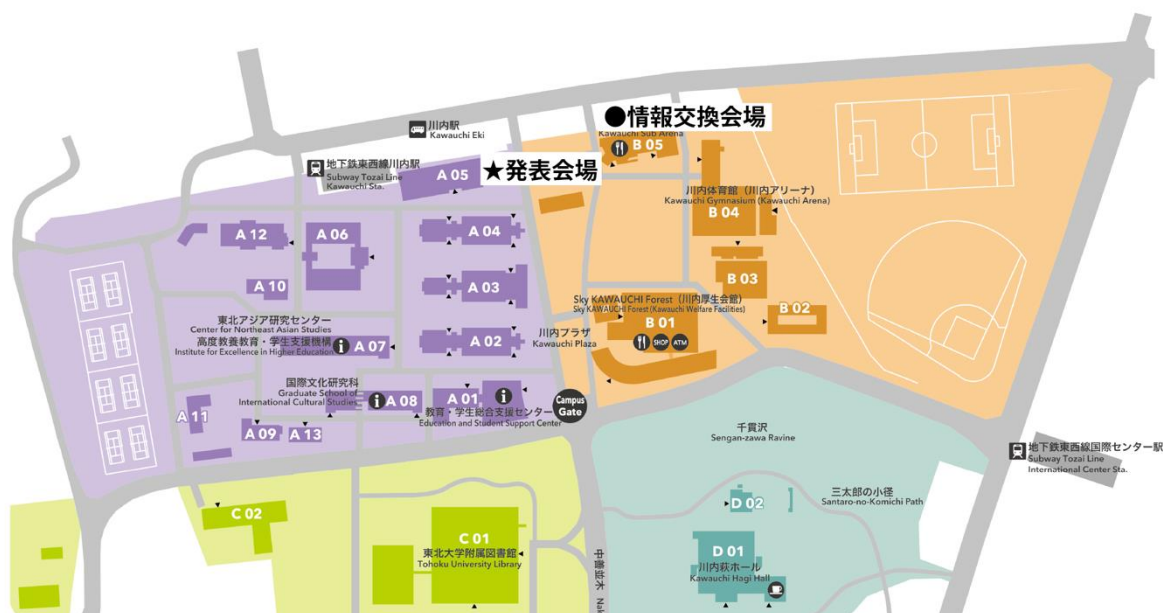 ●情報交換会場
川内駅
Kawauchi Eki
Kawauchi Sub Arena
B 05
地下鉄東西線川内駅
Subway Tozai Line
Kawauchi Sta.
★発表会場
A 05
川内体育館（川内アリーナ）
Kawauchi Gymnasium (Kawauchi Arena)
B 04
A 12
A 06
A 04
B 03
A 10
A 03
Sky KAWAUCHI Forest（川内厚生会館）
Sky KAWAUCHI Forest (Kawauchi Welfare Facilities)
B 02
東北アジア研究センター
Center for Northeast Asian Studies
高度教養教育・学生支援機構
Institute for Excellence in Higher Education
A 07
A 02
川内プラザ
Kawauchi Plaza
B 01
SHOP
ATM
国際文化研究科
Graduate School of
International Cultural Studies
A 08
A 01
教育・学生総合支援センター
Education and Student Support Center
Campus
Gate
A 11
A 09
A 13
千貫沢
Sengan-zawa Ravine
地下鉄東西線国際センター駅
Subway Tozai Line
International Center Sta.
三太郎の小径
Santaro-no-Komichi Path
C 02
D 02
C 01
東北大学附属図書館
Tohoku University Library
D 01
川内萩ホール
Kawauchi Hagi Hall
中善並木 Nak